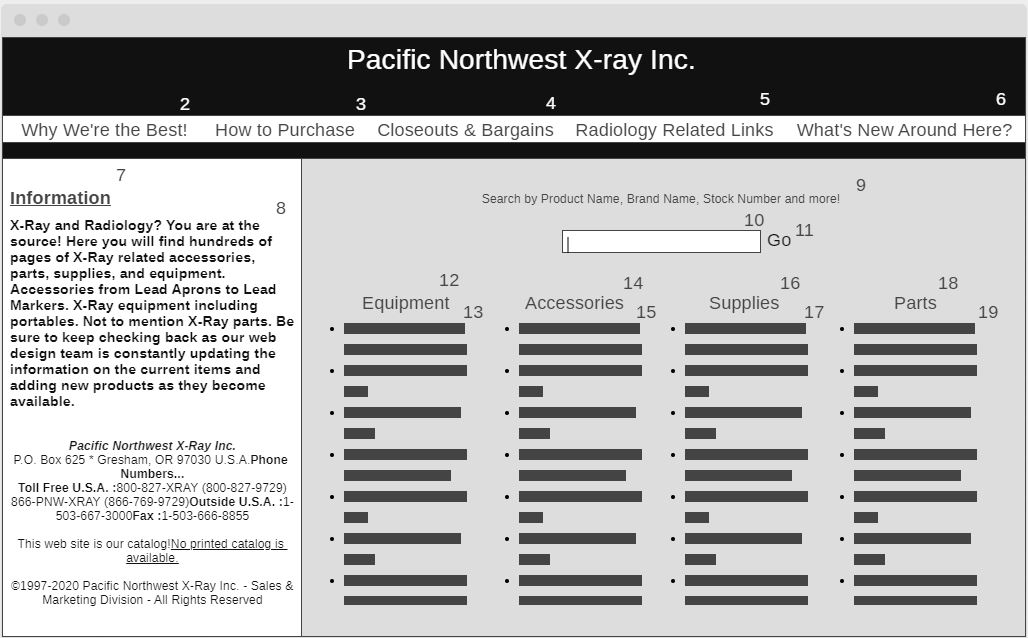 Pacific Northwest X-ray Inc.
2 3 4 5 6
Why We're the Best! How to Purchase Closeouts & Bargains Radiology Related Links What's New Around Here?
7
Information
8
X-Ray and Radiology? You are at the
source! Here you will find hundreds of
pages of X-Ray related accessories,
parts, supplies, and equipment.
Accessories from Lead Aprons to Lead
Markers. X-Ray equipment including
portables. Not to mention X-Ray parts. Be
sure to keep checking back as our web
design team is constantly updating the
information on the current items and
adding new products as they become
available.
Pacific Northwest X-Ray Inc.
P.O. Box 625 * Gresham, OR 97030 U.S.A.Phone
Numbers...
Toll Free U.S.A. :800-827-XRAY (800-827-9729)
866-PNW-XRAY (866-769-9729)Outside U.S.A. :1-
503-667-3000Fax :1-503-666-8855
This web site is our catalog!No printed catalog is
available.
©1997-2020 Pacific Northwest X-Ray Inc. - Sales &
Marketing Division - All Rights Reserved
9
Search by Product Name, Brand Name, Stock Number and more!
10 11
Go
12 14 16 18
Equipment Accessories Supplies Parts
13 15 17 19